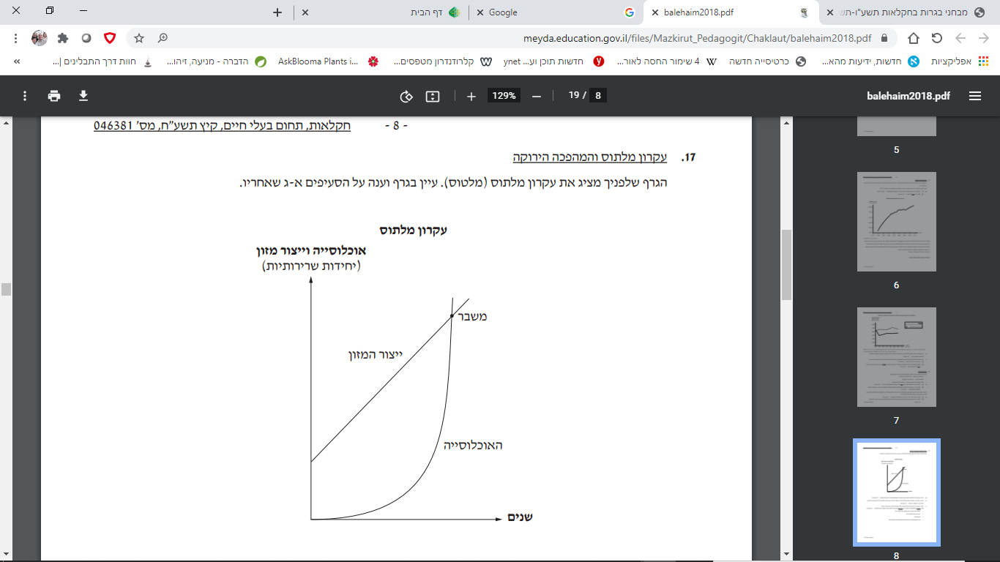 מבחני בגרות בחקלאות תשע"ו-תש
balehaim2018.pdf
Google
דף הבית
meyda.education.gov.il/files/Mazkirut_Pedagogit/Chaklaut/balehaim2018.pdf
אפליקציות
חדשות, ידיעות מהא...
כרטיסייה חדשה
4 שימור החסה לאור...
חדשות תוכן וע... ynet
קלרודנדרון מטפסים...
AskBlooma Plants i...
הדברה - מניעה, זיהו...
חוות דרך התבלינים |...
balehaim2018.pdf
8 / 19
129%
- 8 -
חקלאות, תחום בעלי חיים, קיץ תשע"ח, מס' 046381
17. עקרון מלתוס והמהפכה הירוקה
הגרף שלפניך מציג את עקרון מלתוס (מלטוס). עיין בגרף וענה על הסעיפים א-ג שאחריו.
עקרון מלתוס
אוכלוסייה וייצור מזון
(יחידות שרירותיות)
משבר
ייצור המזון
האוכלוסייה
שנים
5
6
7
8